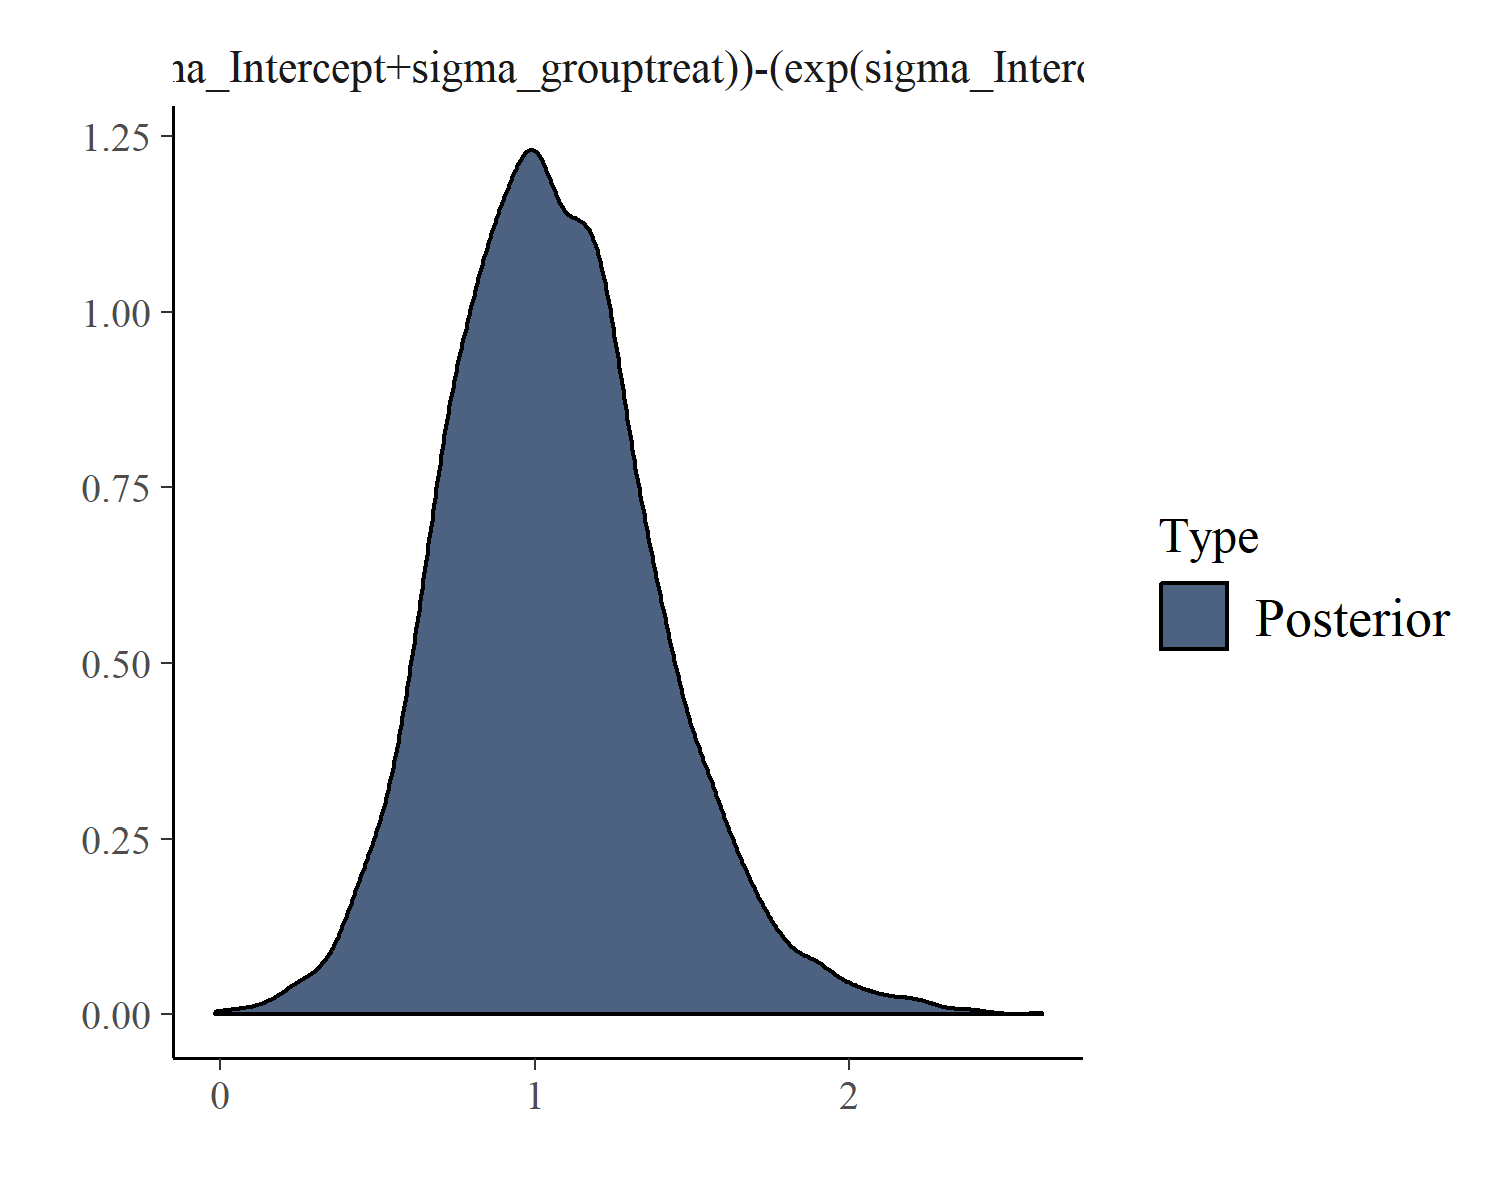 ma_Intercept+sigma_grouptreat))-(exp(sigma_Interc
1.25
1.00
0.75
0.50
0.25
0.00
0 1 2
Type
Posterior